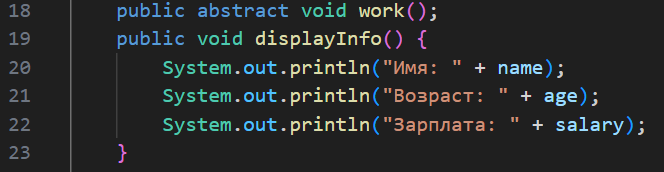 18 public abstract void work();
19 public void displayInfo() {
20 System.out.println("Имя: " + name);
21 System.out.println("Возраст: " + age);
22 System.out.println("Зарплата: " + salary);
23 }